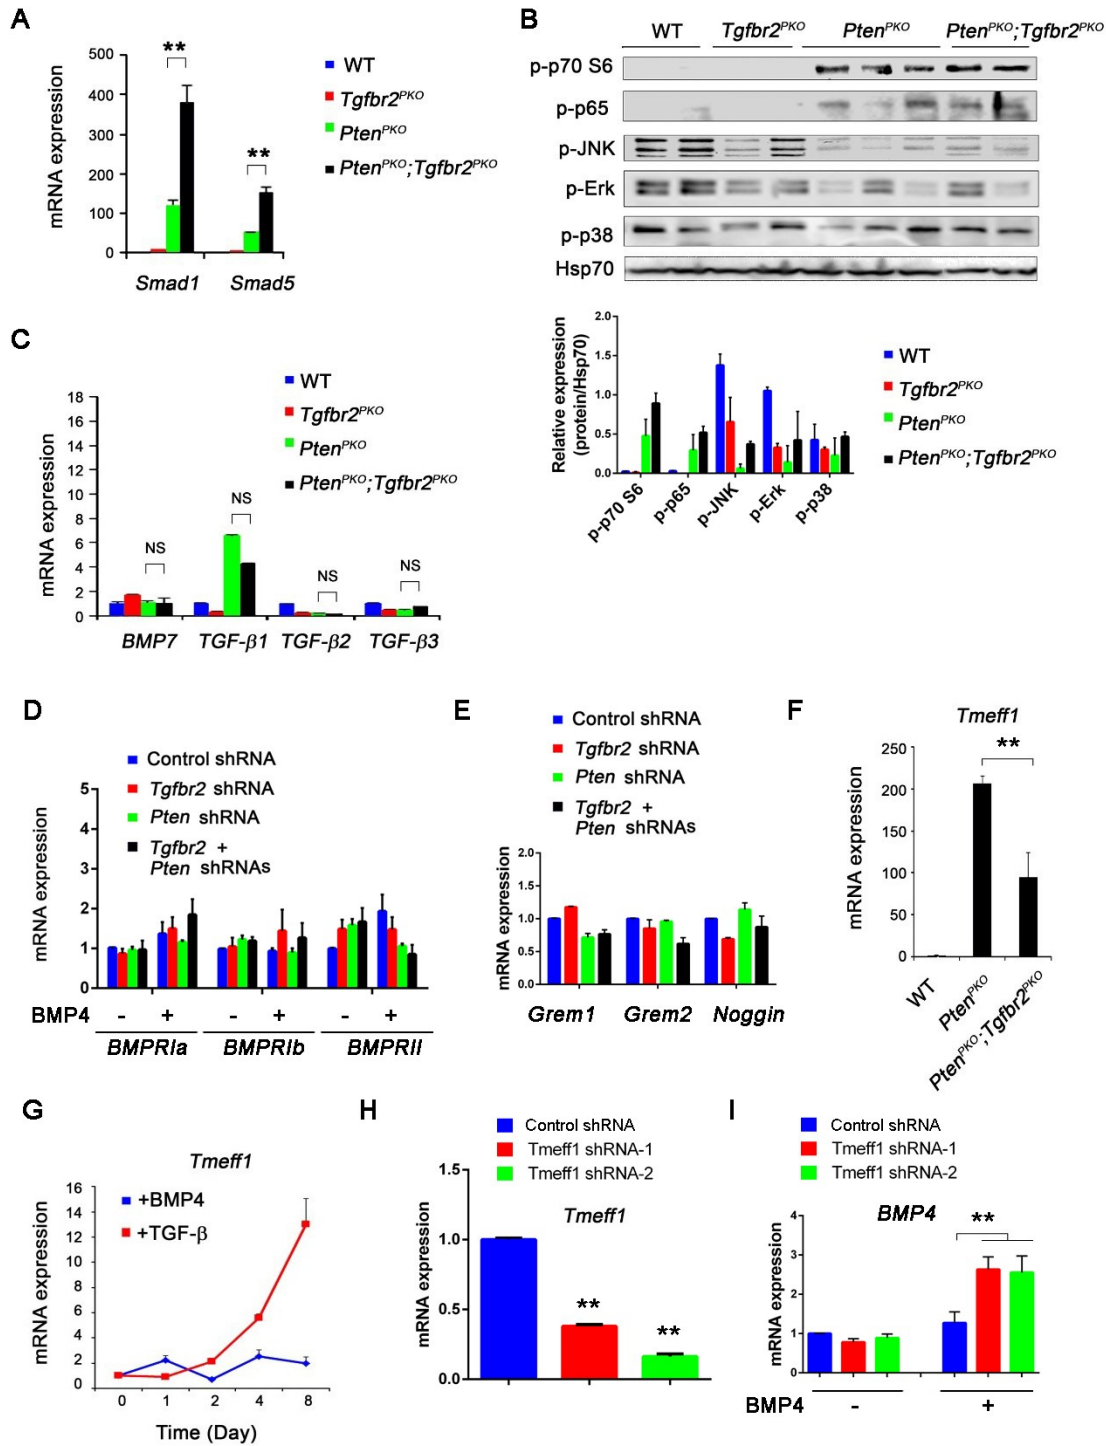 A
mRNA expression
500
400
300
200
100
0
**
**
Smad1 Smad5
WT
Tgfbr2PKO
PtenPKO
PtenPKO;Tgfbr2PKO
B
WT Tgfbr2PKO PtenPKO PtenPKO;Tgfbr2PKO
p-p70 S6
p-p65
p-JNK
p-Erk
p-p38
Hsp70
Relative expression
(protein/Hsp70)
2.0
1.5
1.0
0.5
0.0
p-p70 S6 p-p65 p-JNK p-Erk p-p38
WT
Tgfbr2PKO
PtenPKO
PtenPKO;Tgfbr2PKO
C
WT
Tgfbr2PKO
PtenPKO
PtenPKO;Tgfbr2PKO
mRNA expression
18
16
14
12
10
8
6
4
2
0
NS NS NS NS
BMP7 TGF-β1 TGF-β2 TGF-β3
D
Control shRNA
Tgfbr2 shRNA
Pten shRNA
Tgfbr2 +
Pten shRNAs
mRNA expression
5
4
3
2
1
0
BMP4 - + - + - +
BMPRIa BMPRIb BMPRII
E
Control shRNA
Tgfbr2 shRNA
Pten shRNA
Tgfbr2 +
Pten shRNAs
mRNA expression
2.0
1.5
1.0
0.5
0.0
Grem1 Grem2 Noggin
F
Tmeff1
mRNA expression
250
200
150
100
50
0
**
WT PtenPKO PtenPKO;Tgfbr2PKO
G
Tmeff1
mRNA expression
16
14
12
10
8
6
4
2
0
+BMP4
+TGF-β
0 1 2 4 8
Time (Day)
H
Control shRNA
Tmeff1 shRNA-1
Tmeff1 shRNA-2
Tmeff1
mRNA expression
1.5
1.0
0.5
0.0
**
**
I
Control shRNA
Tmeff1 shRNA-1
Tmeff1 shRNA-2
BMP4
mRNA expression
4
3
2
1
0
**
BMP4 - +